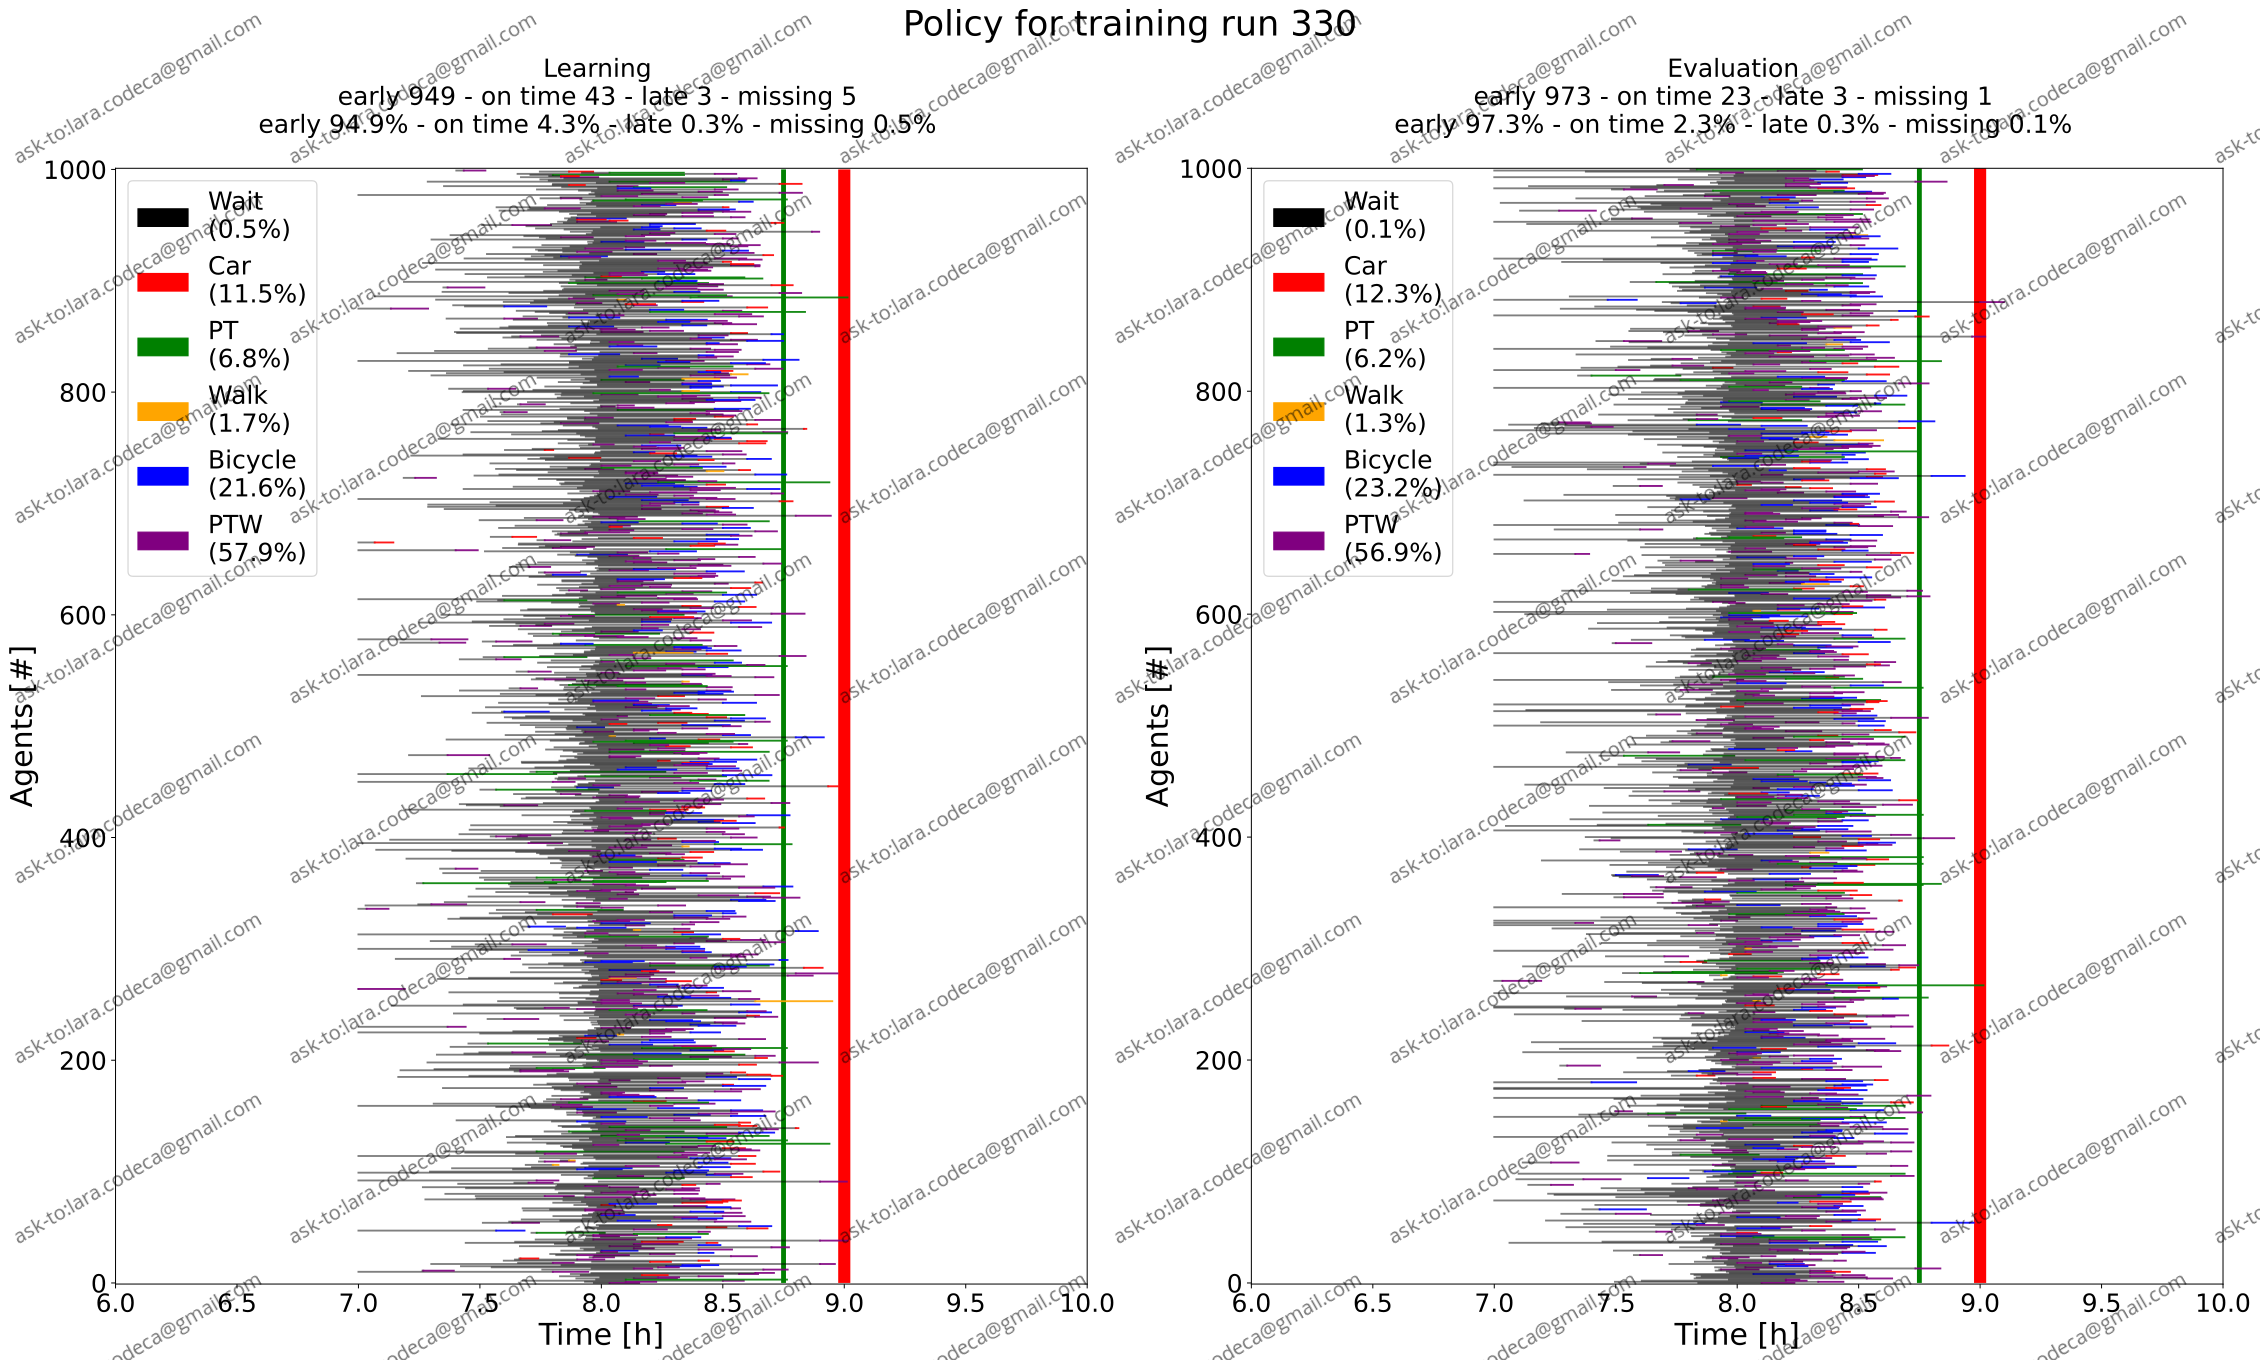 Policy for training run 330
Learning
early 949 - on time 43 - late 3 - missing 5
early 94.9% - on time 4.3% - late 0.3% - missing 0.5%
1000
800
600
400
200
0
Agents [#]
Wait
(0.5%)
Car
(11.5%)
PT
(6.8%)
Walk
(1.7%)
Bicycle
(21.6%)
PTW
(57.9%)
6.0 6.5 7.0 7.5 8.0 8.5 9.0 9.5 10.0
Time [h]
Evaluation
early 973 - on time 23 - late 3 - missing 1
early 97.3% - on time 2.3% - late 0.3% - missing 0.1%
1000
800
600
400
200
0
Agents [#]
Wait
(0.1%)
Car
(12.3%)
PT
(6.2%)
Walk
(1.3%)
Bicycle
(23.2%)
PTW
(56.9%)
6.0 6.5 7.0 7.5 8.0 8.5 9.0 9.5 10.0
Time [h]
ask-to:lara.codeca@gmail.com